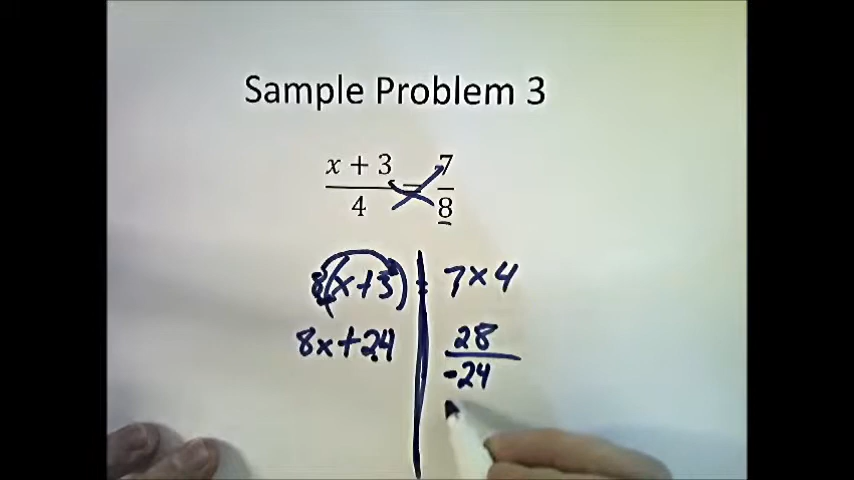 Sample Problem 3
x + 3 / 4 = 7 / 8
8(x+3) = 7×4
8x+24 28
-24